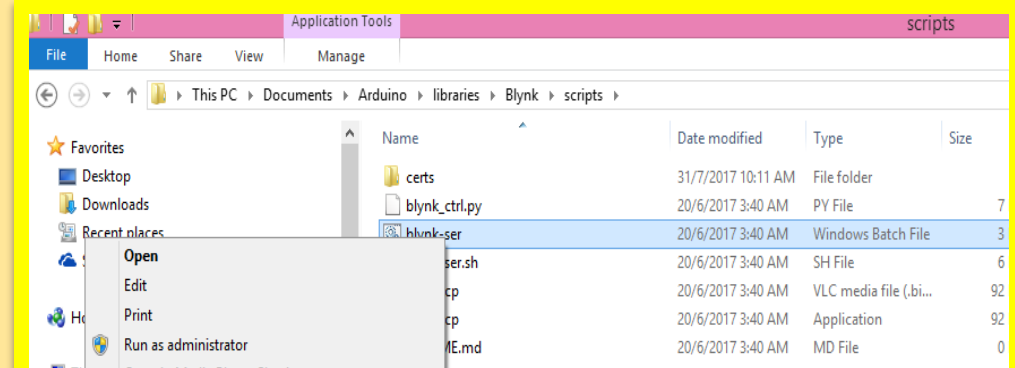 Application Tools
scripts
File Home Share View Manage
This PC Documents Arduino libraries Blynk scripts
Name Date modified Type Size
Favorites
Desktop
certs 31/7/2017 10:11 AM File folder
Downloads
blynk_ctrl.py 20/6/2017 3:40 AM PY File 7
Recent places
blynk-ser 20/6/2017 3:40 AM Windows Batch File 3
Open
ser.sh 20/6/2017 3:40 AM SH File 6
Edit
cp 20/6/2017 3:40 AM VLC media file (.bi... 92
Print
cp 20/6/2017 3:40 AM Application 92
Run as administrator
ME.md 20/6/2017 3:40 AM MD File 0